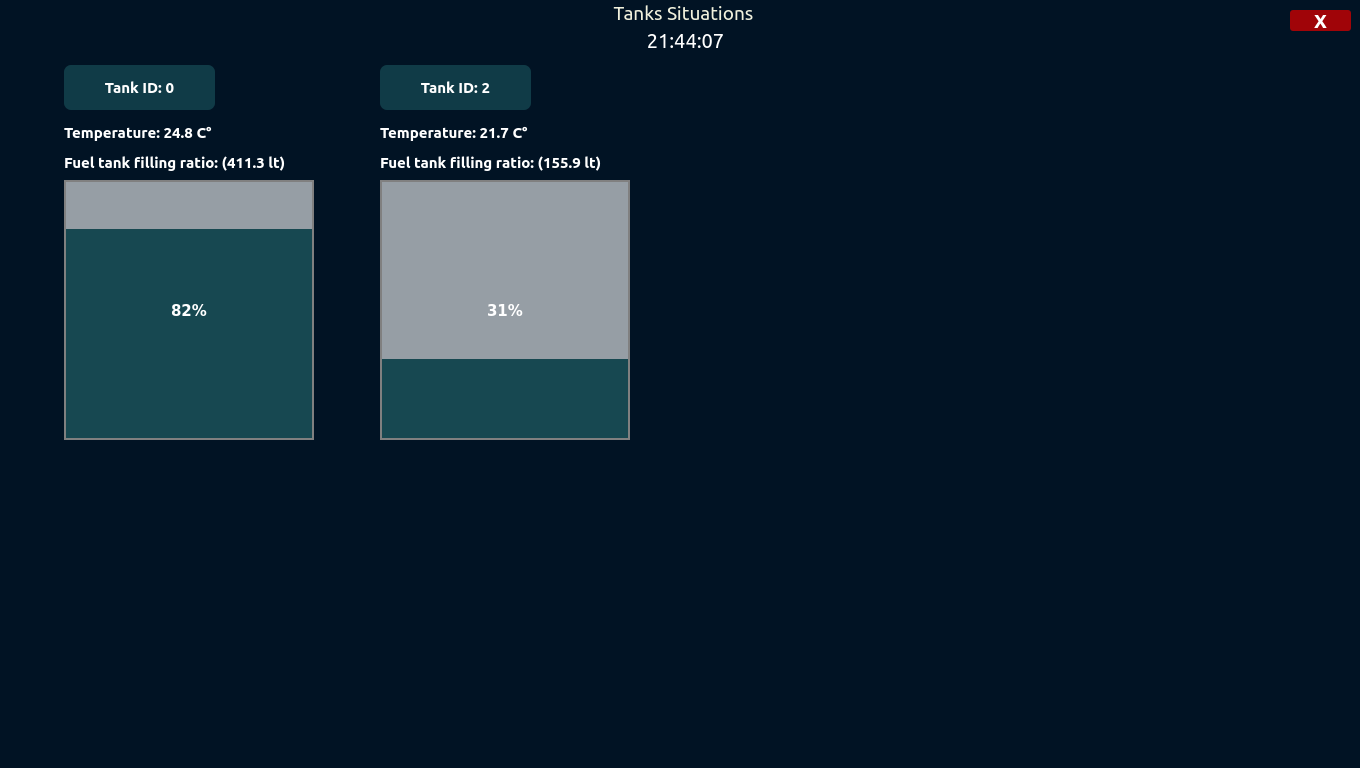 Tanks Situations
X
21:44:07
Tank ID: 0
Temperature: 24.8 C°
Fuel tank filling ratio: (411.3 lt)
82%
Tank ID: 2
Temperature: 21.7 C°
Fuel tank filling ratio: (155.9 lt)
31%